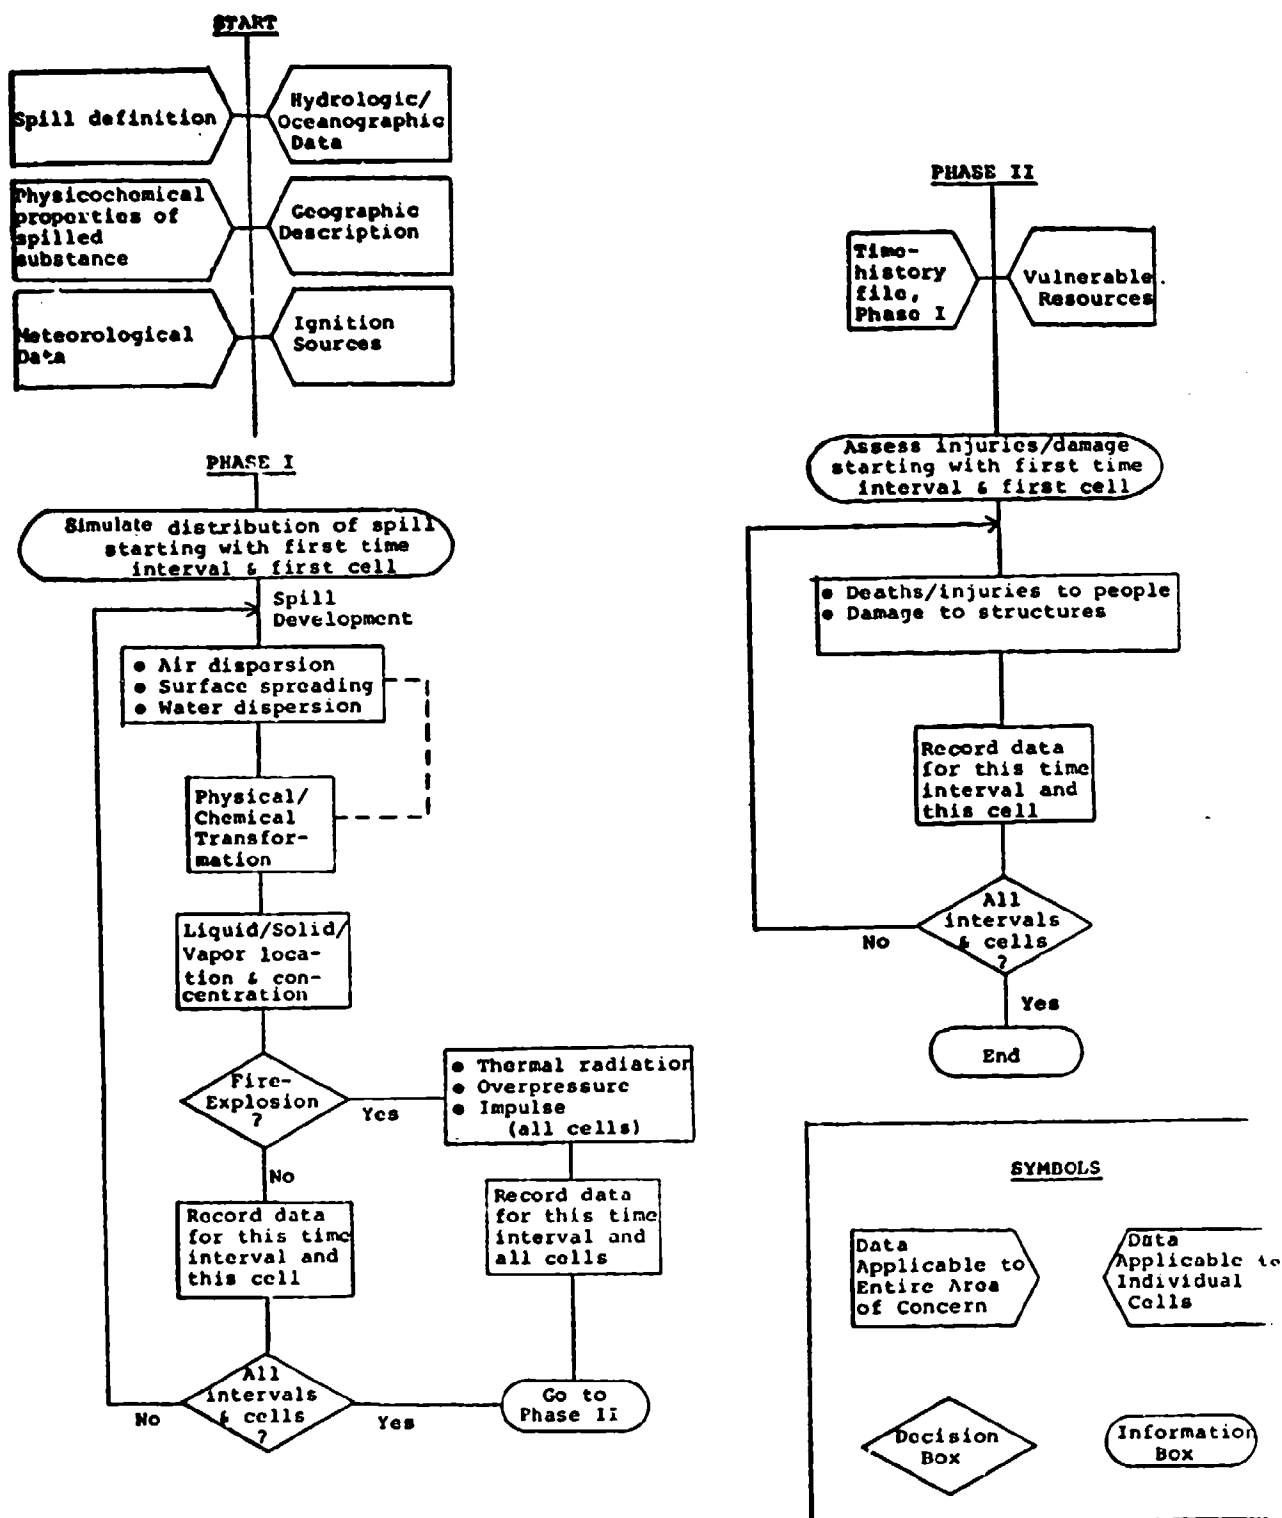 START
Spill definition
Hydrologic/
Oceanographic
Data
Physicochemical
properties of
spilled
substance
Geographic
Description
Meteorological
Data
Ignition
Sources
PHASE I
Simulate distribution of spill
starting with first time
interval & first cell
Spill
Development
● Air dispersion
● Surface spreading
● Water dispersion
Physical/
Chemical
Transfor-
mation
Liquid/Solid/
Vapor loca-
tion & con-
centration
Fire-
Explosion
?
Yes
No
● Thermal radiation
● Overpressure
● Impulse
(all cells)
Record data
for this time
interval and
this cell
Record data
for this time
interval and
all cells
All
intervals
& cells
?
No
Yes
Go to
Phase II
PHASE II
Time-
history
file,
Phase I
Vulnerable
Resources
Assess injuries/damage
starting with first time
interval & first cell
● Deaths/injuries to people
● Damage to structures
Record data
for this time
interval and
this cell
All
intervals
& cells
?
No
Yes
End
SYMBOLS
Data
Applicable to
Entire Area
of Concern
Data
Applicable to
Individual
Cells
Decision
Box
Information
Box